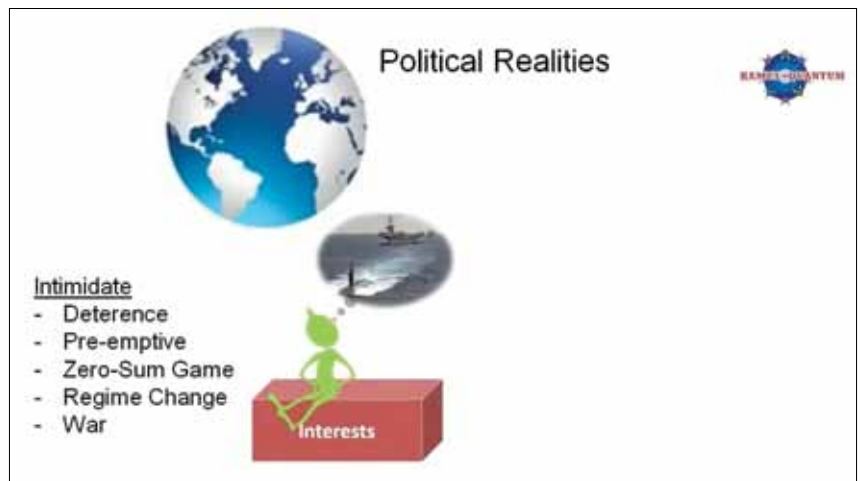 Political Realities
Intimidate
- Deterence
- Pre-emptive
- Zero-Sum Game
- Regime Change
- War
Interests